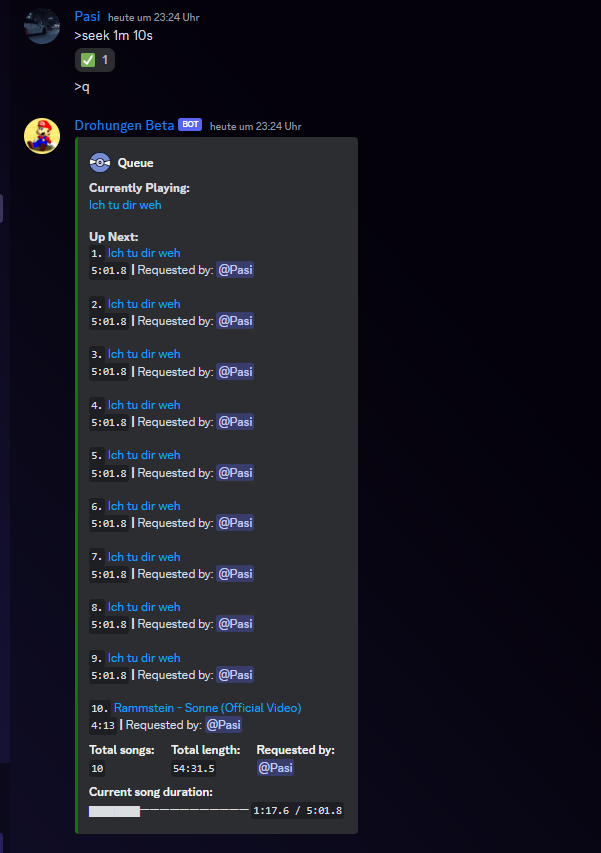 Pasi heute um 23:24 Uhr
>seek 1m 10s
✅ 1
>q
Drohungen Beta BOT heute um 23:24 Uhr
Queue
Currently Playing:
Ich tu dir weh
Up Next:
1. Ich tu dir weh
5:01.8 | Requested by: @Pasi
2. Ich tu dir weh
5:01.8 | Requested by: @Pasi
3. Ich tu dir weh
5:01.8 | Requested by: @Pasi
4. Ich tu dir weh
5:01.8 | Requested by: @Pasi
5. Ich tu dir weh
5:01.8 | Requested by: @Pasi
6. Ich tu dir weh
5:01.8 | Requested by: @Pasi
7. Ich tu dir weh
5:01.8 | Requested by: @Pasi
8. Ich tu dir weh
5:01.8 | Requested by: @Pasi
9. Ich tu dir weh
5:01.8 | Requested by: @Pasi
10. Rammstein - Sonne (Official Video)
4:13 | Requested by: @Pasi
Total songs: Total length: Requested by:
10 54:31.5 @Pasi
Current song duration:
1:17.6 / 5:01.8